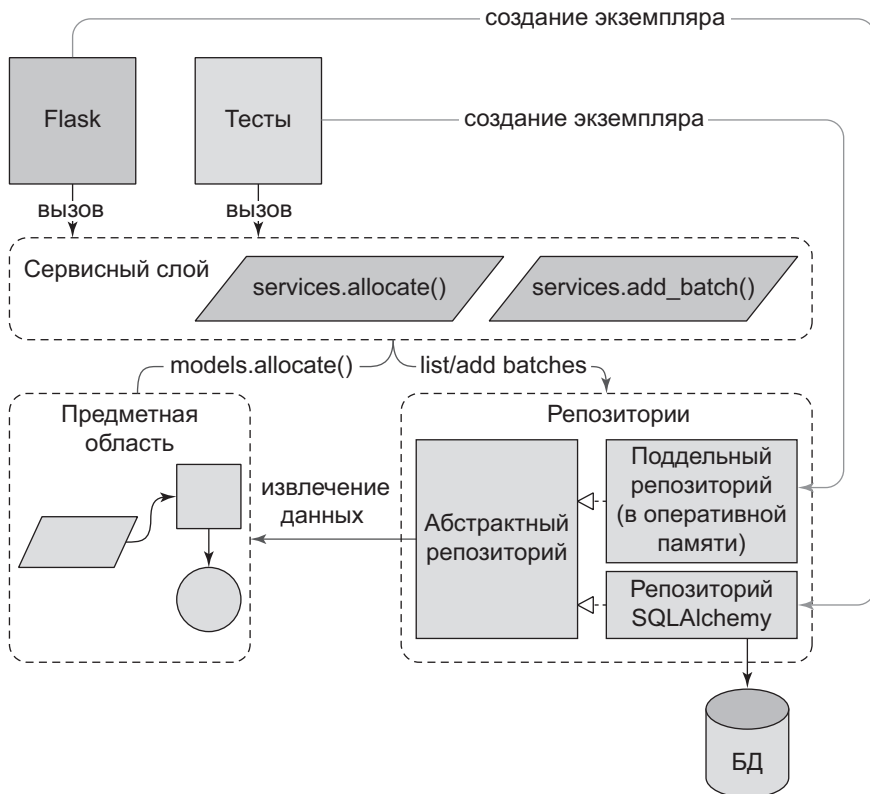 создание экземпляра
Flask
Тесты
создание экземпляра
вызов
вызов
Сервисный слой
services.allocate()
services.add_batch()
models.allocate()
list/add batches
Предметная
область
Репозитории
извлечение
данных
Абстрактный
репозиторий
Поддельный
репозиторий
(в оперативной
памяти)
Репозиторий
SQLAlchemy
БД